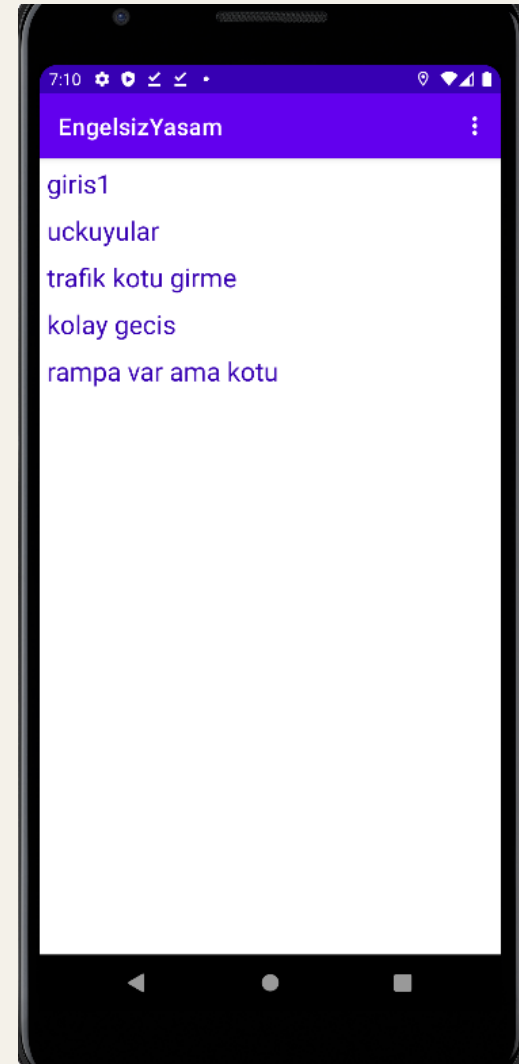 7:10
EngelsizYasam
giris1
uckuyular
trafik kotu girme
kolay gecis
rampa var ama kotu